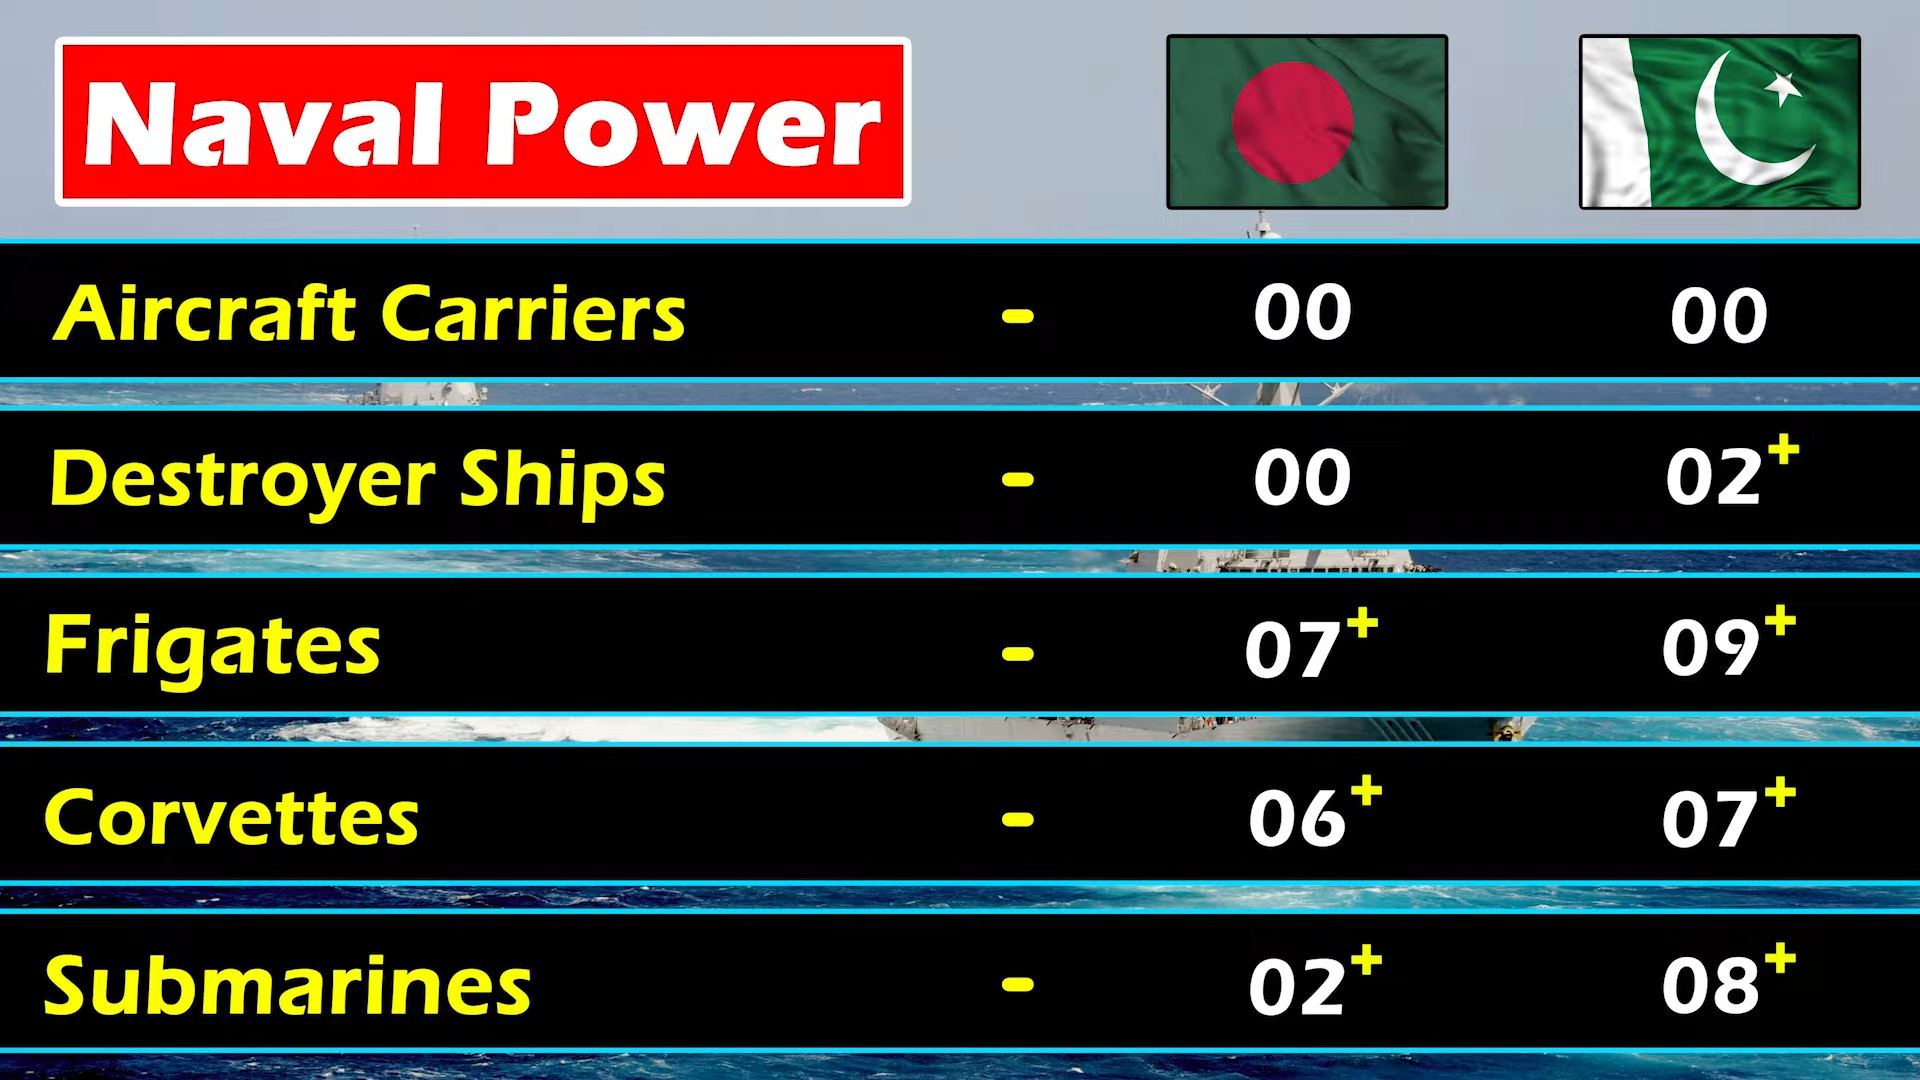 Naval Power
Aircraft Carriers - 00 00
Destroyer Ships - 00 02+
Frigates - 07+ 09+
Corvettes - 06+ 07+
Submarines - 02+ 08+